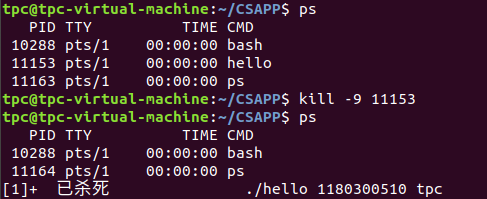 tpc@tpc-virtual-machine:~/CSAPP$ ps
PID TTY TIME CMD
10288 pts/1 00:00:00 bash
11153 pts/1 00:00:00 hello
11163 pts/1 00:00:00 ps
tpc@tpc-virtual-machine:~/CSAPP$ kill -9 11153
tpc@tpc-virtual-machine:~/CSAPP$ ps
PID TTY TIME CMD
10288 pts/1 00:00:00 bash
11164 pts/1 00:00:00 ps
[1]+ 已杀死 ./hello 1180300510 tpc